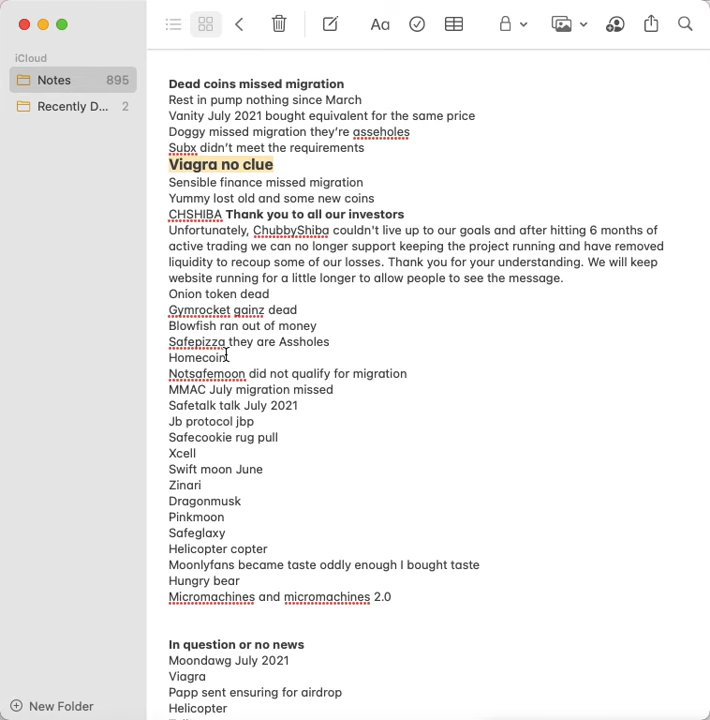 iCloud
Notes 895
Recently D... 2
New Folder
Aa
Dead coins missed migration
Rest in pump nothing since March
Vanity July 2021 bought equivalent for the same price
Doggy missed migration they're asseholes
Subx didn't meet the requirements
Viagra no clue
Sensible finance missed migration
Yummy lost old and some new coins
CHSHIBA Thank you to all our investors
Unfortunately, ChubbyShiba couldn't live up to our goals and after hitting 6 months of
active trading we can no longer support keeping the project running and have removed
liquidity to recoup some of our losses. Thank you for your understanding. We will keep
website running for a little longer to allow people to see the message.
Onion token dead
Gymrocket gainz dead
Blowfish ran out of money
Safepizza they are Assholes
Homecoin
Notsafemoon did not qualify for migration
MMAC July migration missed
Safetalk talk July 2021
Jb protocol jbp
Safecookie rug pull
Xcell
Swift moon June
Zinari
Dragonmusk
Pinkmoon
Safeglaxy
Helicopter copter
Moonlyfans became taste oddly enough I bought taste
Hungry bear
Micromachines and micromachines 2.0
In question or no news
Moondawg July 2021
Viagra
Papp sent ensuring for airdrop
Helicopter